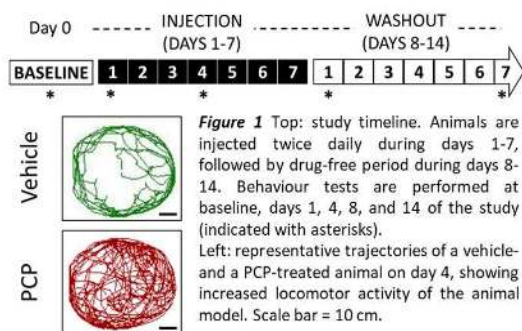 Day 0 ------- INJECTION ------- ------- WASHOUT -------
(DAYS 1-7) (DAYS 8-14)
BASELINE 1 2 3 4 5 6 7 1 2 3 4 5 6 7
* * * * *
Vehicle
PCP
Figure 1 Top: study timeline. Animals are
injected twice daily during days 1-7,
followed by drug-free period during days 8-
14. Behaviour tests are performed at
baseline, days 1, 4, 8, and 14 of the study
(indicated with asterisks).
Left: representative trajectories of a vehicle-
and a PCP-treated animal on day 4, showing
increased locomotor activity of the animal
model. Scale bar = 10 cm.